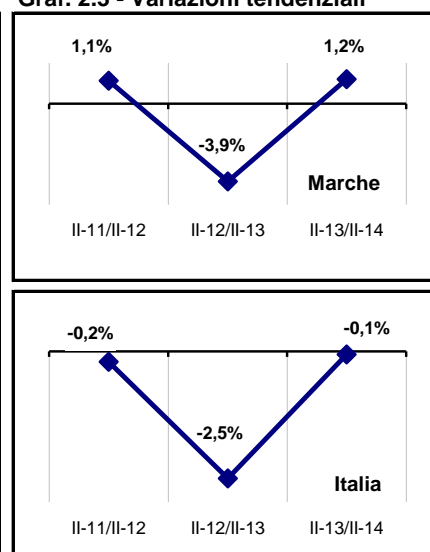 Graf. 2.3 - Variazioni tendenziali
1,1%
1,2%
-3,9%
Marche
II-11/II-12
II-12/II-13
II-13/II-14
-0,2%
-0,1%
-2,5%
Italia
II-11/II-12
II-12/II-13
II-13/II-14